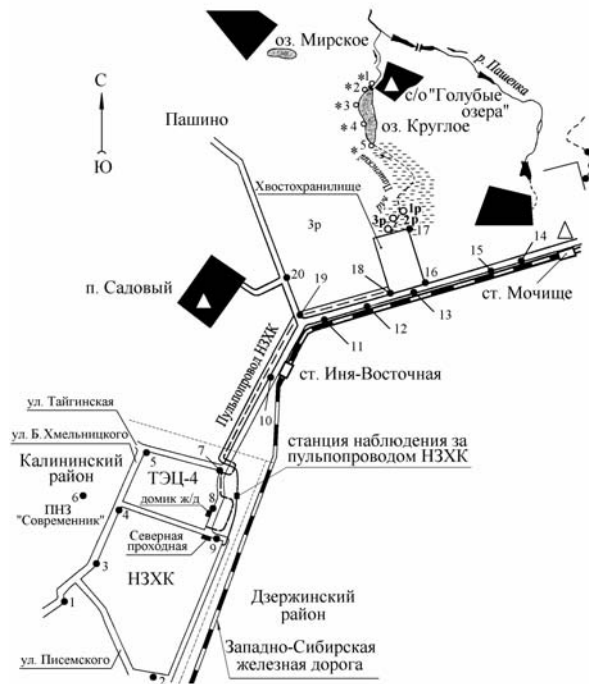 оз. Мирское
р. Пашенка
С
Ю
*1
*2
*3
*4
*5
с/о "Голубые
озера"
оз. Круглое
Пашино
Хвостохранилище
3р
1р
2р
3р
17
п. Садовый
20
19
18
16
15
14
13
12
11
ст. Мочище
ст. Иня-Восточная
Пульпопровод НЗХК
10
ул. Тайгинская
ул. Б.Хмельницкого
Калининский
район
5
7
ТЭЦ-4
станция наблюдения за
пульпопроводом НЗХК
6
ПНЗ
"Современник"
4
домик ж/д
8
Северная
проходная
9
3
НЗХК
1
Дзержинский
район
Западно-Сибирская
железная дорога
ул. Писемского
2